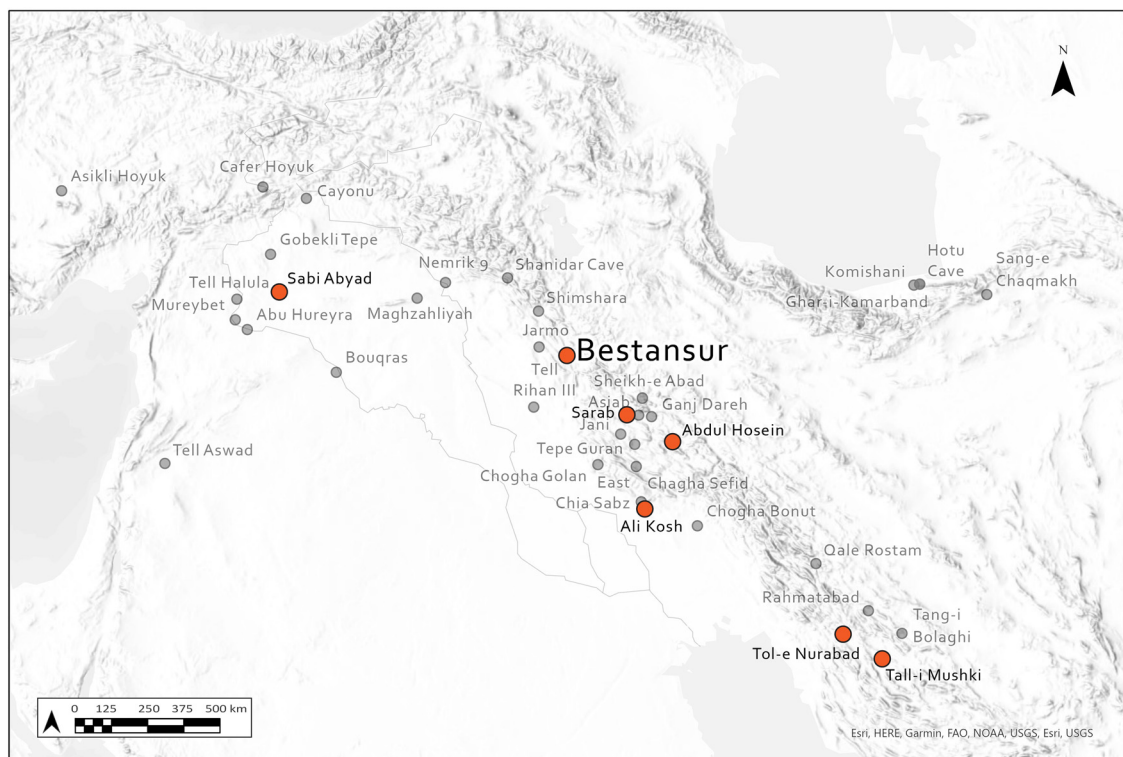 N
Cafer Hoyuk
Asikli Hoyuk
Cayonu
Gobekli Tepe
Hotu
Cave
Nemrik 9
Shanidar Cave
Komishani
Sang-e
Chaqmakh
Tell Halula
Sabi Abyad
Mureybet
Shimshara
Ghar-i-Kamarband
Abu Hureyra
Maghzahliyah
Jarmo
Bestansur
Bouqras
Tell
Rihan III
Sheikh-e Abad
Asiab
Ganj Dareh
Sarab
Jani
Abdul Hosein
Tell Aswad
Tepe Guran
Chogha Golan
East
Chia Sabz
Chagha Sefid
Ali Kosh
Chogha Bonut
Qale Rostam
Rahmatabad
Tang-i
Bolaghi
Tol-e Nurabad
Tall-i Mushki
0 125 250 375 500 km
Esri, HERE, Garmin, FAO, NOAA, USGS, Esri, USGS